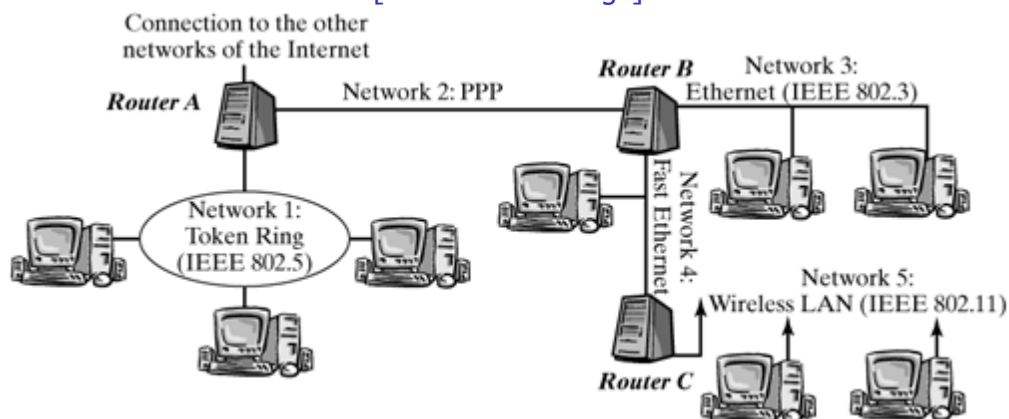 Connection to the other
networks of the Internet
Router A
Network 2: PPP
Router B
Network 3:
Ethernet (IEEE 802.3)
Network 1:
Token Ring
(IEEE 802.5)
Network 4:
Fast Ethernet
Network 5:
Wireless LAN (IEEE 802.11)
Router C